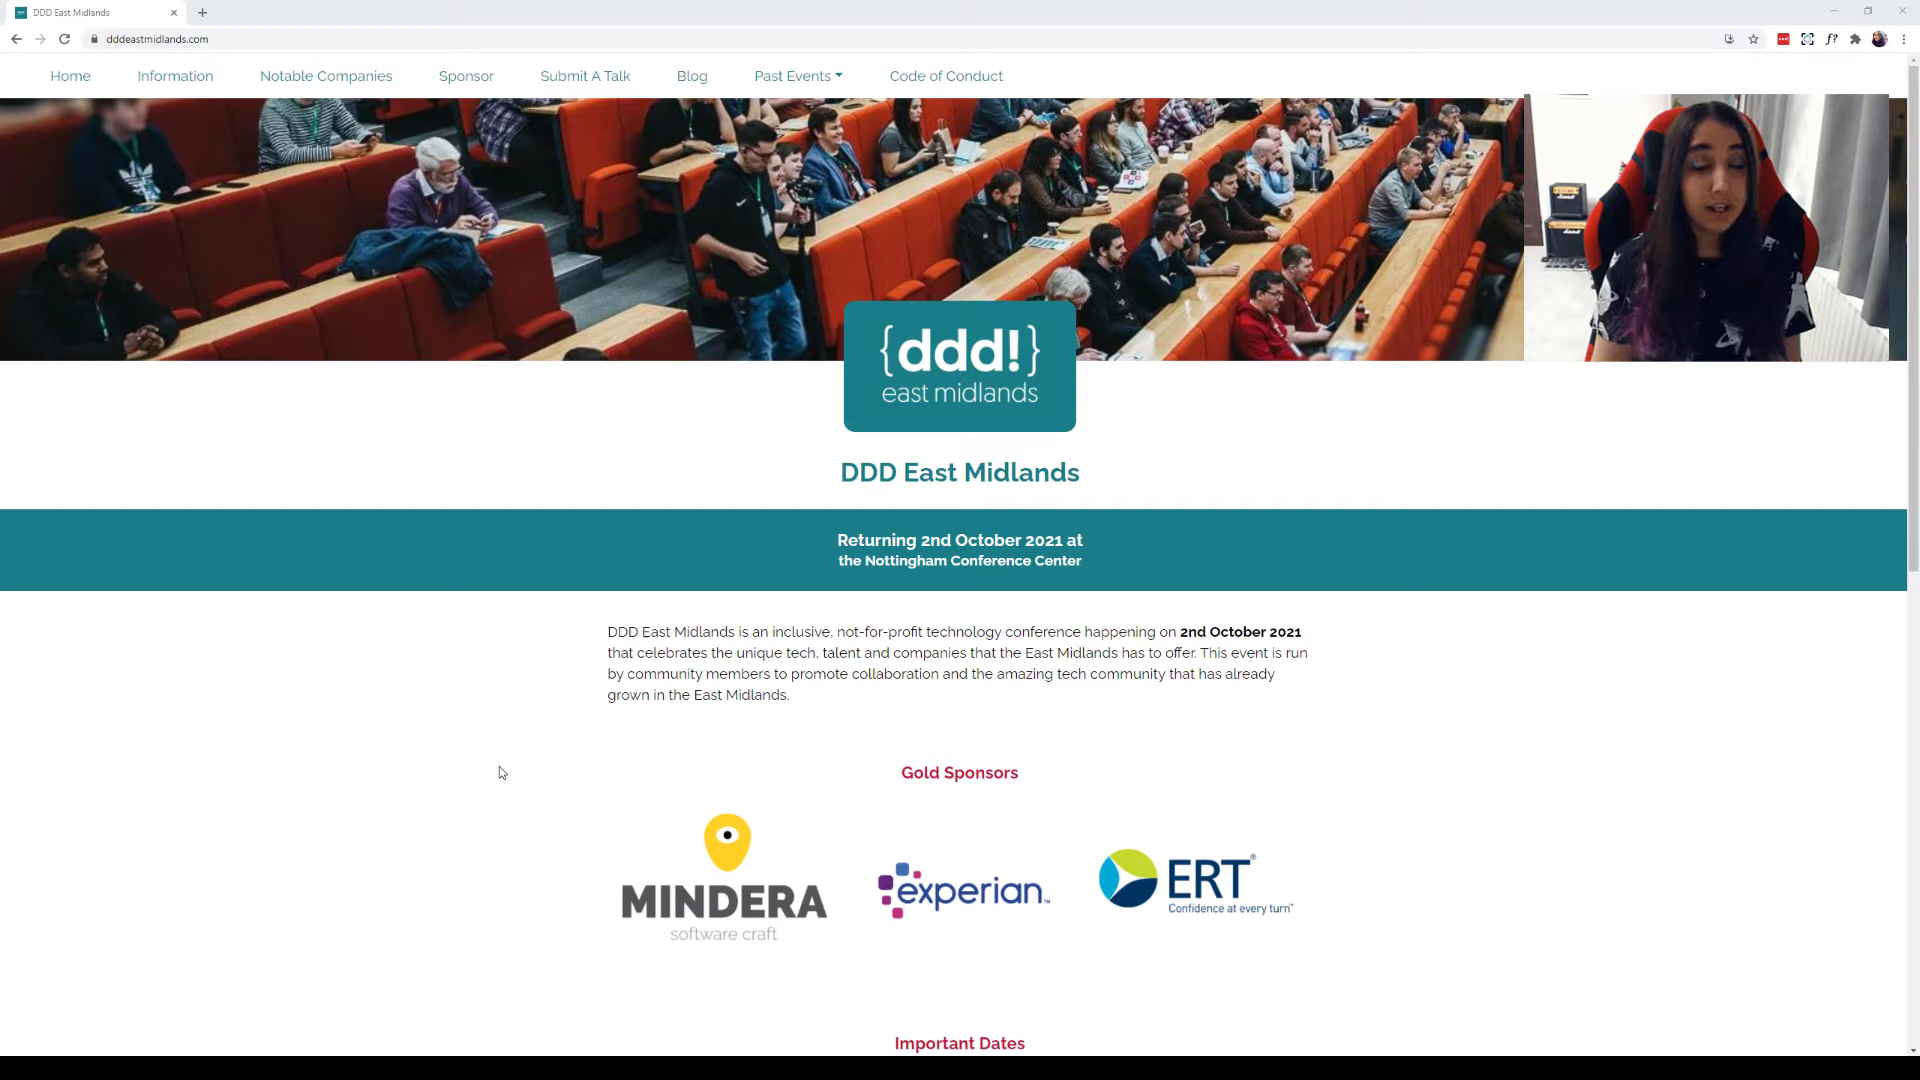 DDD East Midlands
dddeastmidlands.com
Home Information Notable Companies Sponsor Submit A Talk Blog Past Events Code of Conduct
{ddd!}
east midlands
DDD East Midlands
Returning 2nd October 2021 at
the Nottingham Conference Center
DDD East Midlands is an inclusive, not-for-profit technology conference happening on 2nd October 2021
that celebrates the unique tech, talent and companies that the East Midlands has to offer. This event is run
by community members to promote collaboration and the amazing tech community that has already
grown in the East Midlands.
Gold Sponsors
MINDERA
software craft
experian™
ERT®
Confidence at every turn™
Important Dates